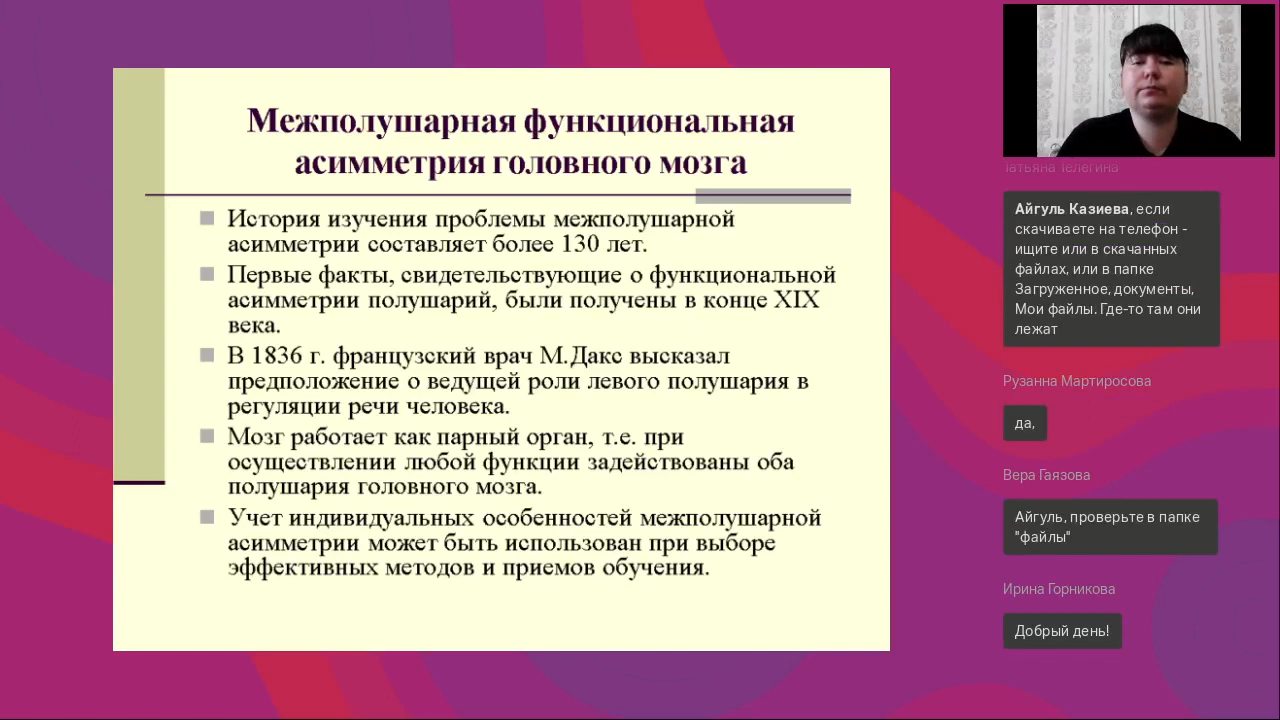 Межполушарная функциональная
асимметрия головного мозга
История изучения проблемы межполушарной
асимметрии составляет более 130 лет.
Первые факты, свидетельствующие о функциональной
асимметрии полушарий, были получены в конце XIX
века.
В 1836 г. французский врач М.Дакс высказал
предположение о ведущей роли левого полушария в
регуляции речи человека.
Мозг работает как парный орган, т.е. при
осуществлении любой функции задействованы оба
полушария головного мозга.
Учет индивидуальных особенностей межполушарной
асимметрии может быть использован при выборе
эффективных методов и приемов обучения.
Татьяна Телегина
Айгуль Казиева, если
скачиваете на телефон -
ищите или в скачанных
файлах, или в папке
Загруженное, документы,
Мои файлы. Где-то там они
лежат
Рузанна Мартиросова
да,
Вера Гаязова
Айгуль, проверьте в папке
"файлы"
Ирина Горникова
Добрый день!